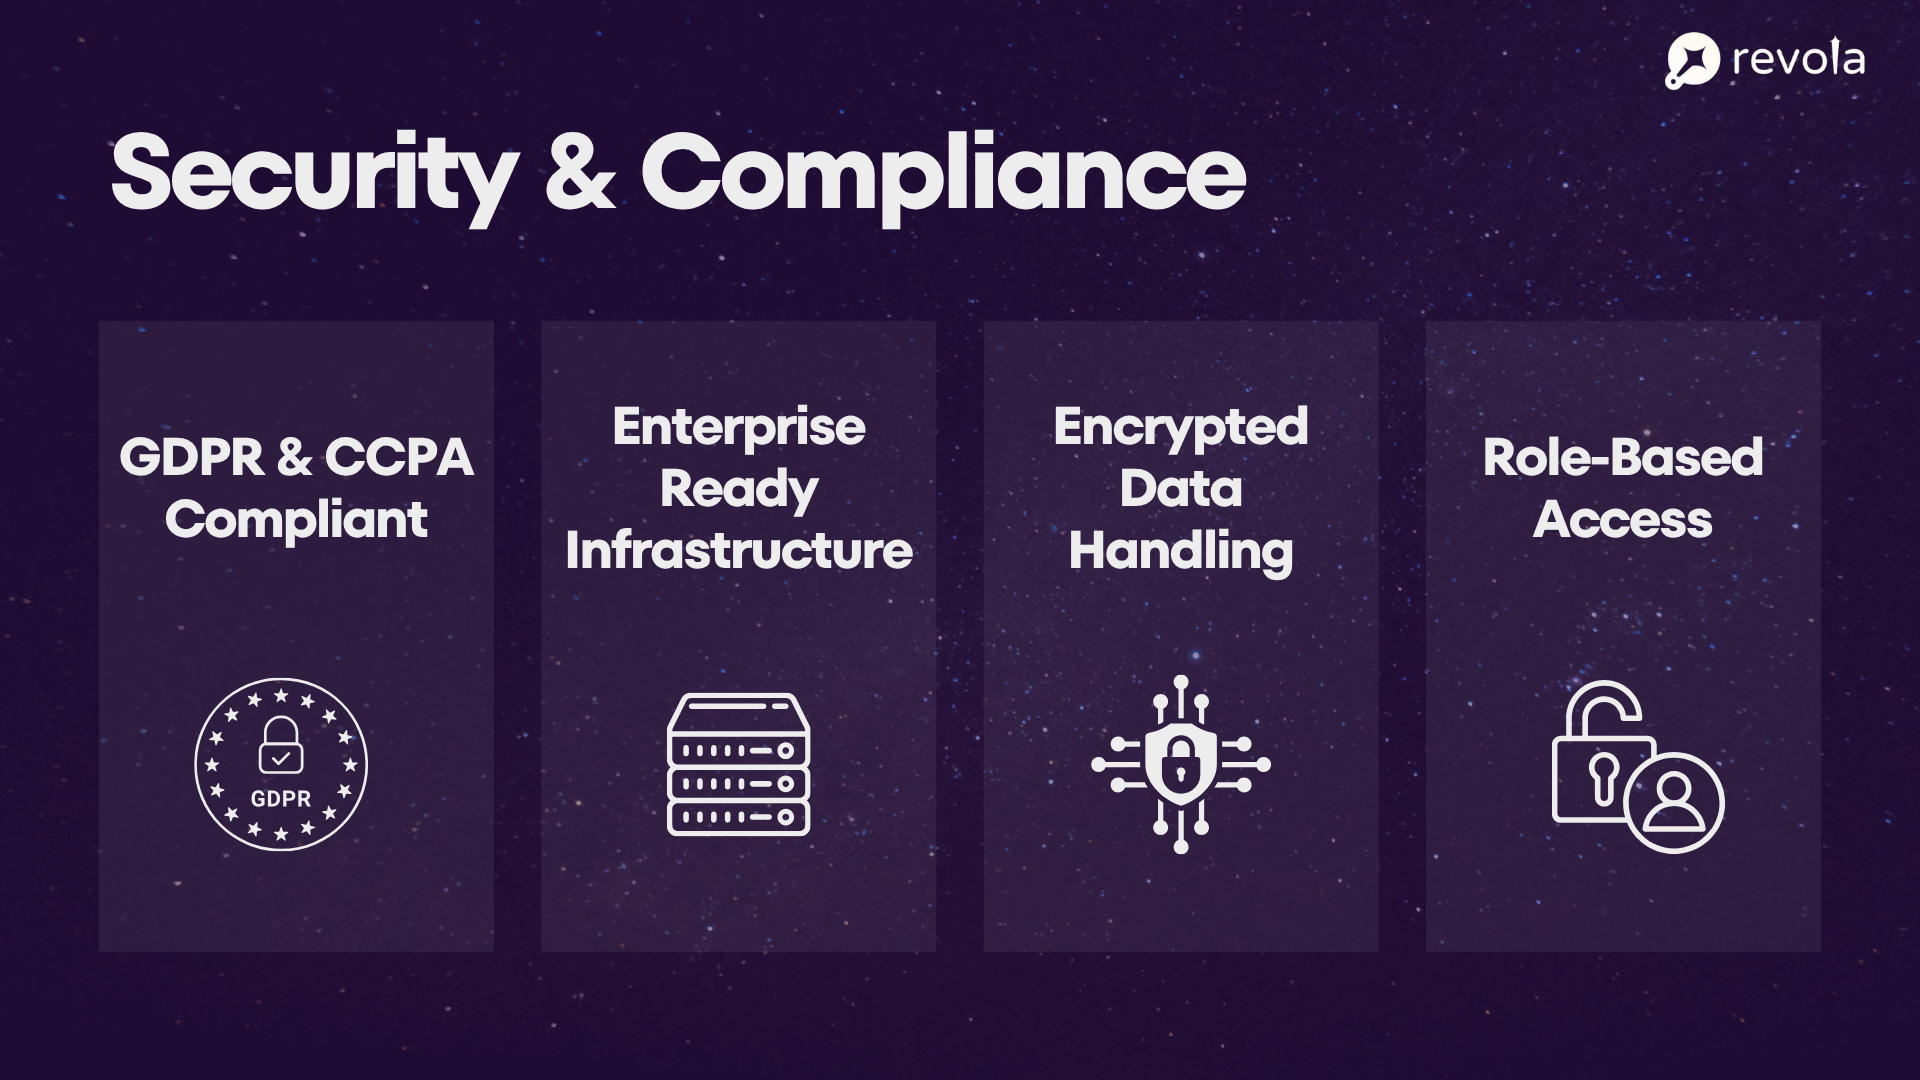 revola
Security & Compliance
GDPR & CCPA
Compliant
GDPR
Enterprise
Ready
Infrastructure
Encrypted
Data
Handling
Role-Based
Access